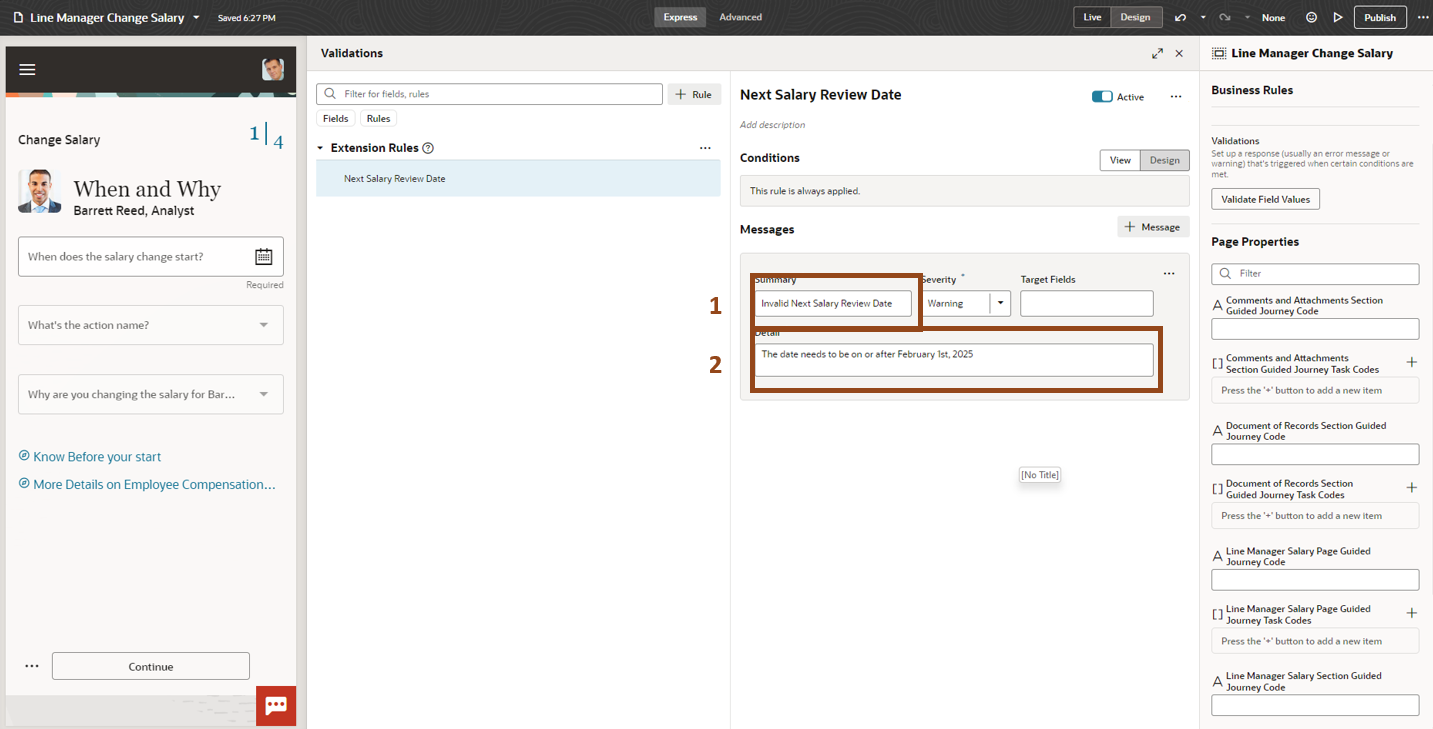 Line Manager Change Salary
Saved 6:27 PM
Express
Advanced
Live
Design
None
Publish
Change Salary
1
4
When and Why
Barrett Reed, Analyst
When does the salary change start?
Required
What's the action name?
Why are you changing the salary for Bar...
Know Before your start
More Details on Employee Compensation...
Continue
Validations
Filter for fields, rules
Rule
Fields
Rules
Extension Rules
Next Salary Review Date
Next Salary Review Date
Active
Add description
Conditions
View
Design
This rule is always applied.
Messages
Message
1
Summary
Invalid Next Salary Review Date
Severity *
Warning
Target Fields
2
Detail
The date needs to be on or after February 1st, 2025
[No Title]
Line Manager Change Salary
Business Rules
Validations
Set up a response (usually an error message or
warning) that's triggered when certain conditions are
met.
Validate Field Values
Page Properties
Filter
A Comments and Attachments Section
Guided Journey Code
[] Comments and Attachments
Section Guided Journey Task Codes
Press the '+' button to add a new item
A Document of Records Section Guided
Journey Code
[] Document of Records Section
Guided Journey Task Codes
Press the '+' button to add a new item
A Line Manager Salary Page Guided
Journey Code
[] Line Manager Salary Page Guided
Journey Task Codes
Press the '+' button to add a new item
A Line Manager Salary Section Guided
Journey Code